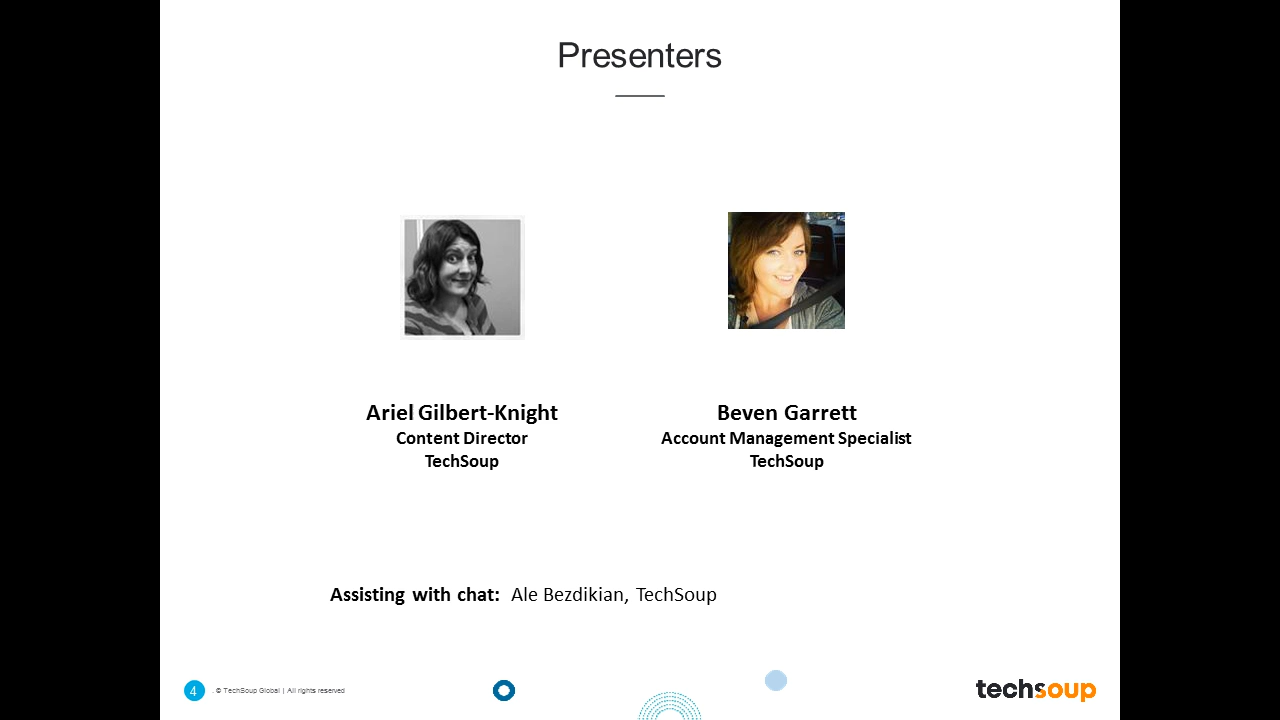 Presenters
Ariel Gilbert-Knight
Content Director
TechSoup
Beven Garrett
Account Management Specialist
TechSoup
Assisting with chat: Ale Bezdikian, TechSoup
4
. © TechSoup Global | All rights reserved
techsoup